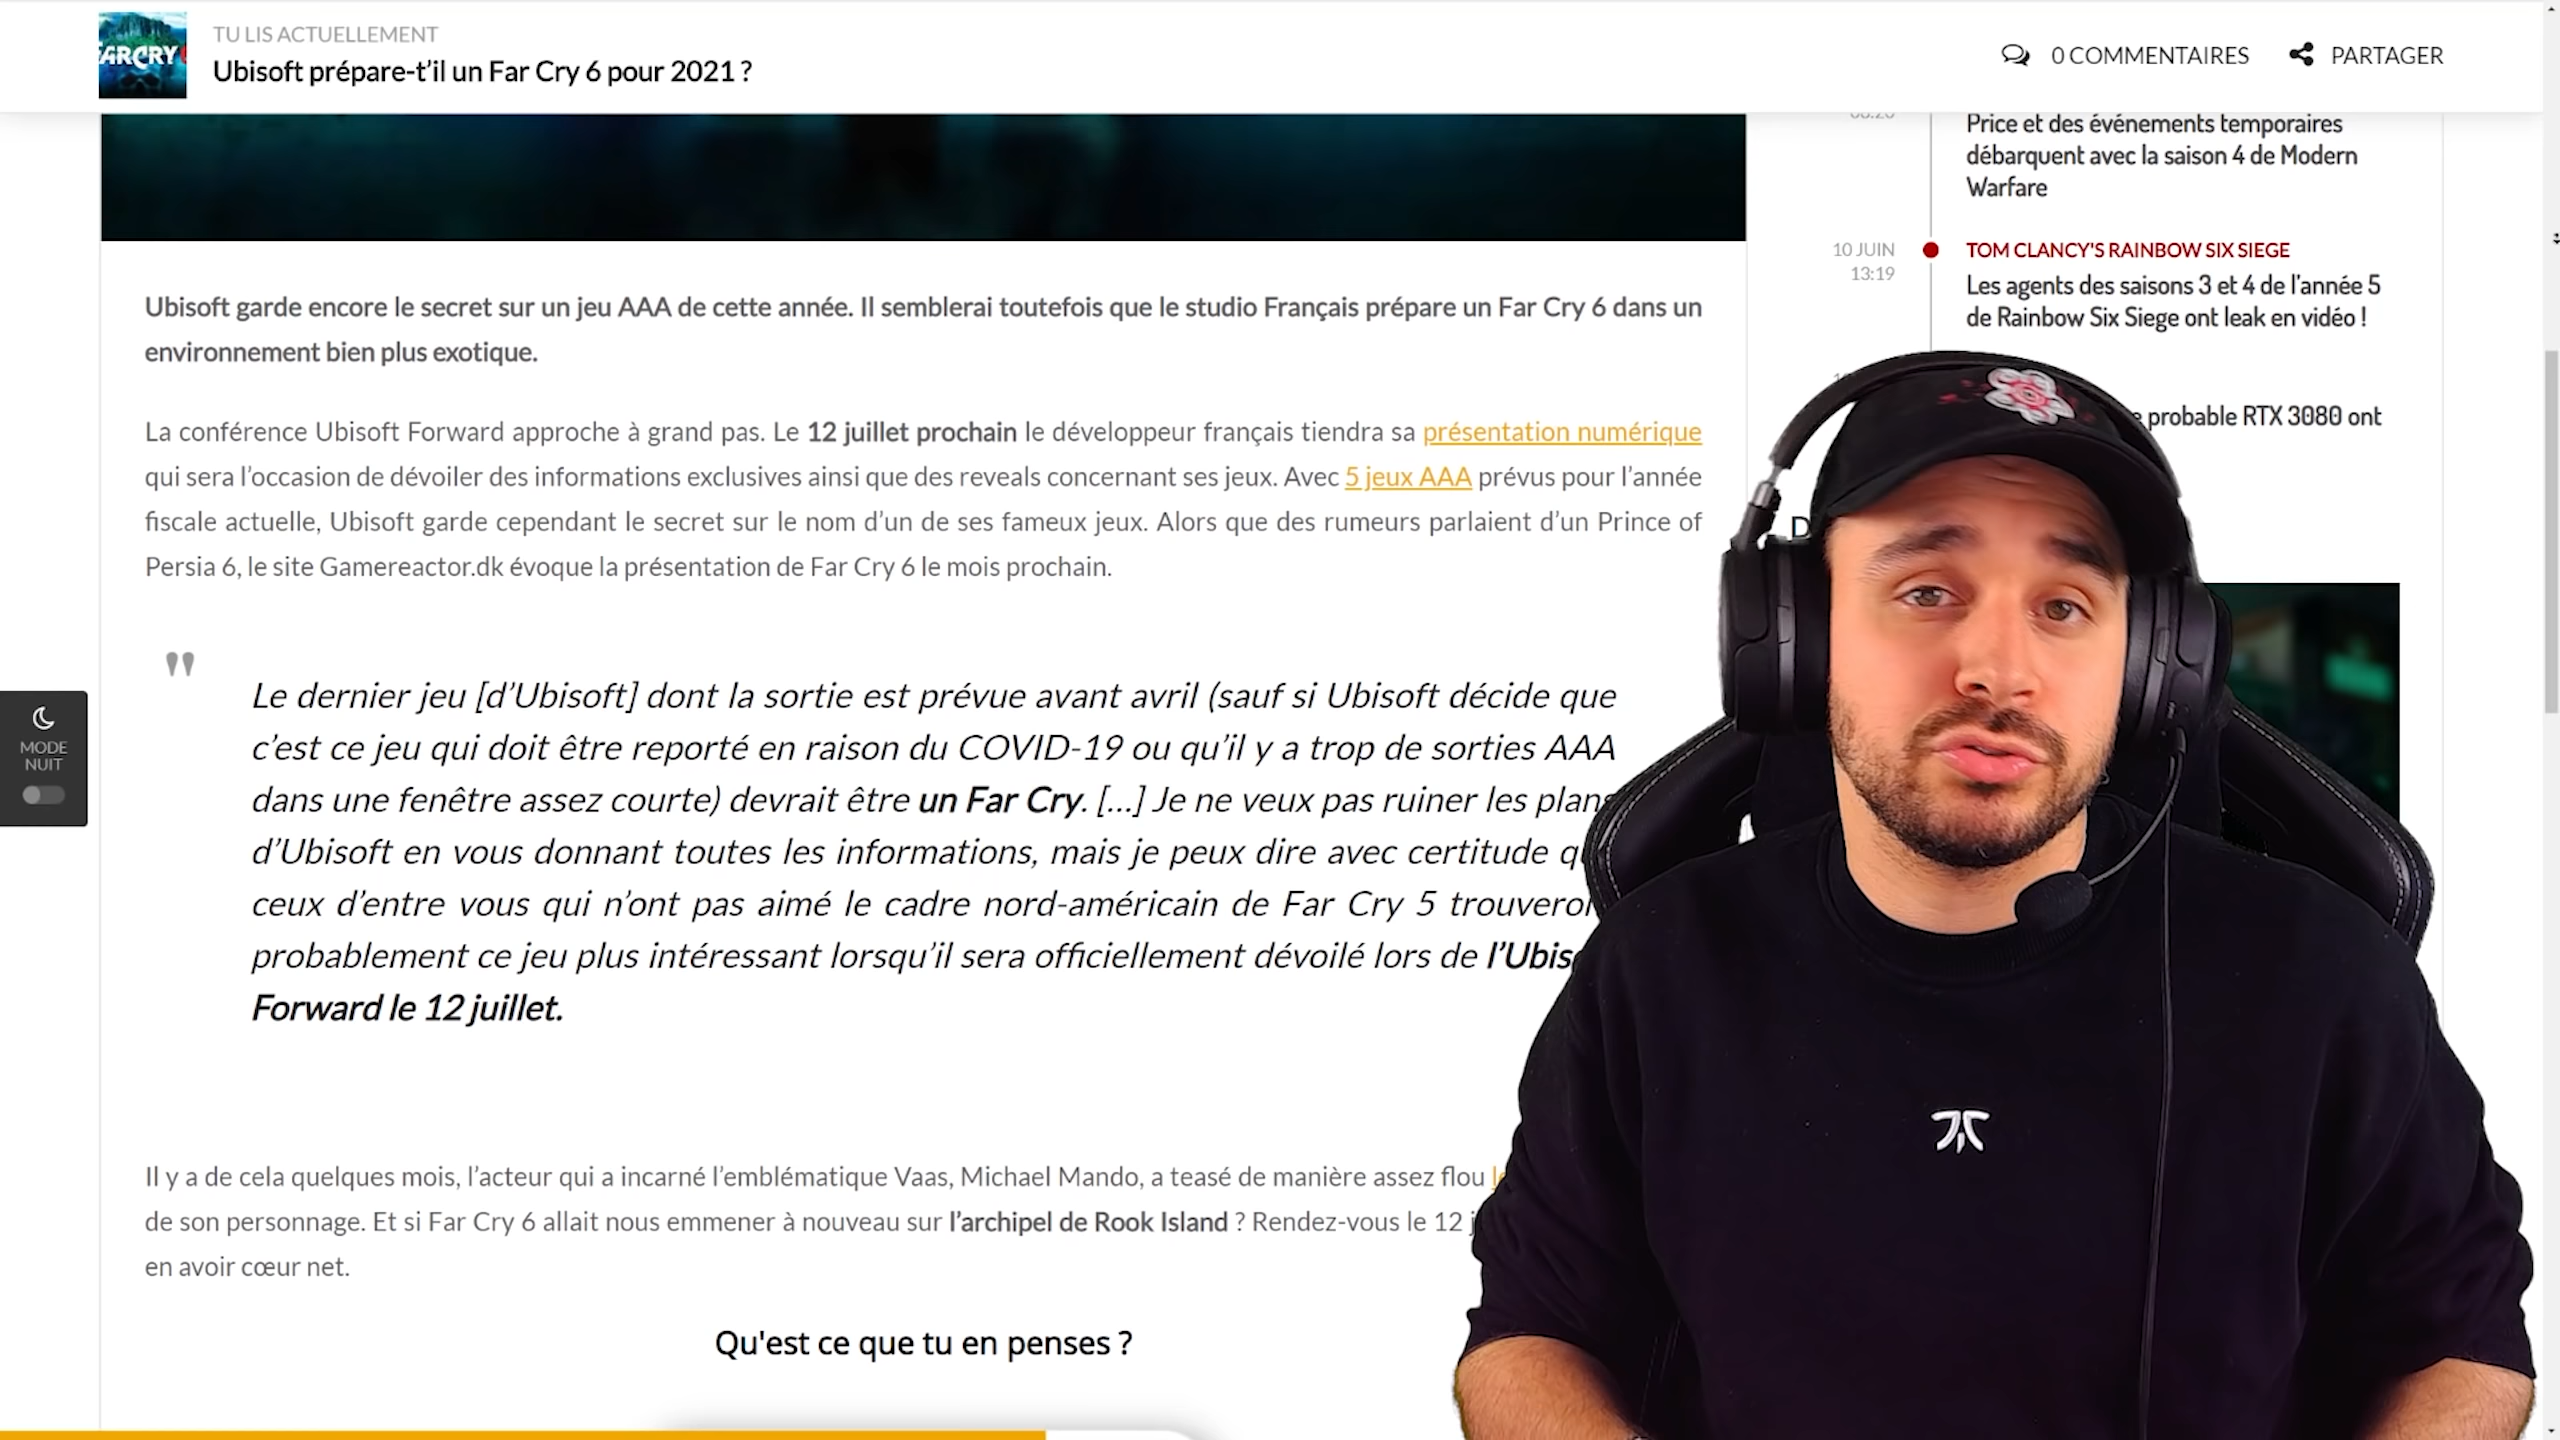 FARCRY
TU LIS ACTUELLEMENT
Ubisoft prépare-t’il un Far Cry 6 pour 2021 ?
0 COMMENTAIRES
PARTAGER
Ubisoft garde encore le secret sur un jeu AAA de cette année. Il semblerai toutefois que le studio Français prépare un Far Cry 6 dans un
environnement bien plus exotique.
La conférence Ubisoft Forward approche à grand pas. Le 12 juillet prochain le développeur français tiendra sa présentation numérique
qui sera l’occasion de dévoiler des informations exclusives ainsi que des reveals concernant ses jeux. Avec 5 jeux AAA prévus pour l’année
fiscale actuelle, Ubisoft garde cependant le secret sur le nom d’un de ses fameux jeux. Alors que des rumeurs parlaient d’un Prince of
Persia 6, le site Gamereactor.dk évoque la présentation de Far Cry 6 le mois prochain.
"
Le dernier jeu [d’Ubisoft] dont la sortie est prévue avant avril (sauf si Ubisoft décide que
c’est ce jeu qui doit être reporté en raison du COVID-19 ou qu’il y a trop de sorties AAA
dans une fenêtre assez courte) devrait être un Far Cry. [...] Je ne veux pas ruiner les plans
d’Ubisoft en vous donnant toutes les informations, mais je peux dire avec certitude
ceux d’entre vous qui n’ont pas aimé le cadre nord-américain de Far Cry 5
probablement ce jeu plus intéressant lorsqu’il sera officiellement dévoilé lors de
Forward le 12 juillet.
Il y a de cela quelques mois, l’acteur qui a incarné l’emblématique Vaas, Michael Mando, a teasé de manière assez flou
de son personnage. Et si Far Cry 6 allait nous emmener à nouveau sur l’archipel de Rook Island ? Rendez-vous le 12
en avoir cœur net.
Qu'est ce que tu en penses ?
MODE
NUIT
Price et des événements temporaires
débarquent avec la saison 4 de Modern
Warfare
10 JUIN
13:19
TOM CLANCY'S RAINBOW SIX SIEGE
Les agents des saisons 3 et 4 de l’année 5
de Rainbow Six Siege ont leak en vidéo !
probable RTX 3080 ont